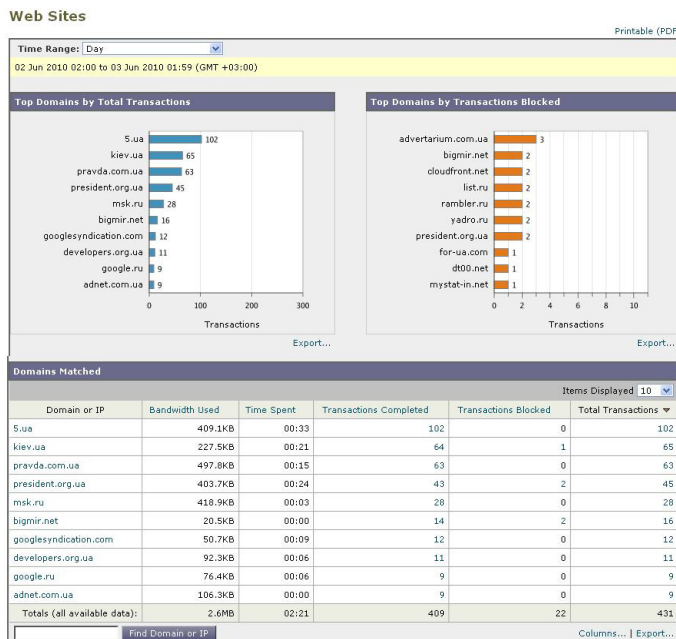 Web Sites
Printable (PDF
Time Range: Day
02 Jun 2010 02:00 to 03 Jun 2010 01:59 (GMT +03:00)
Top Domains by Total Transactions
5.ua 102
kiev.ua 65
pravda.com.ua 63
president.org.ua 45
msk.ru 28
bigmir.net 16
googlesyndication.com 12
developers.org.ua 11
google.ru 9
adnet.com.ua 9
0 100 200 300
Transactions
Export...
Top Domains by Transactions Blocked
advertarium.com.ua 3
bigmir.net 2
cloudfront.net 2
list.ru 2
rambler.ru 2
yadro.ru 2
president.org.ua 2
for-ua.com 1
dt00.net 1
mystat-in.net 1
0 2 4 6 8 10
Transactions
Export...
Domains Matched
Items Displayed 10
Domain or IP Bandwidth Used Time Spent Transactions Completed Transactions Blocked Total Transactions
5.ua 409.1KB 00:33 102 0 102
kiev.ua 227.5KB 00:21 64 1 65
pravda.com.ua 497.8KB 00:15 63 0 63
president.org.ua 403.7KB 00:24 43 2 45
msk.ru 418.9KB 00:03 28 0 28
bigmir.net 20.5KB 00:00 14 2 16
googlesyndication.com 50.7KB 00:09 12 0 12
developers.org.ua 92.3KB 00:06 11 0 11
google.ru 76.4KB 00:06 9 0 9
adnet.com.ua 106.3KB 00:00 9 0 9
Totals (all available data): 2.6MB 02:21 409 22 431
Find Domain or IP
Columns... | Export...